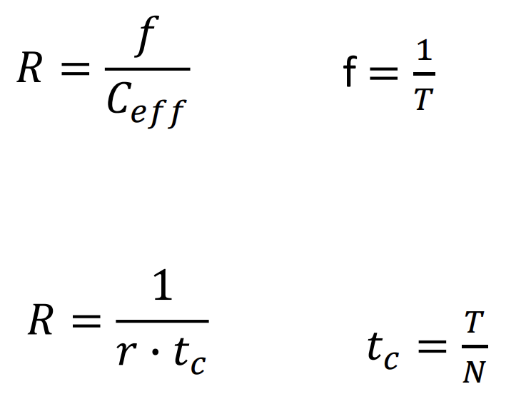 R = f / C_eff
f = 1 / T
R = 1 / (r · t_c)
t_c = T / N